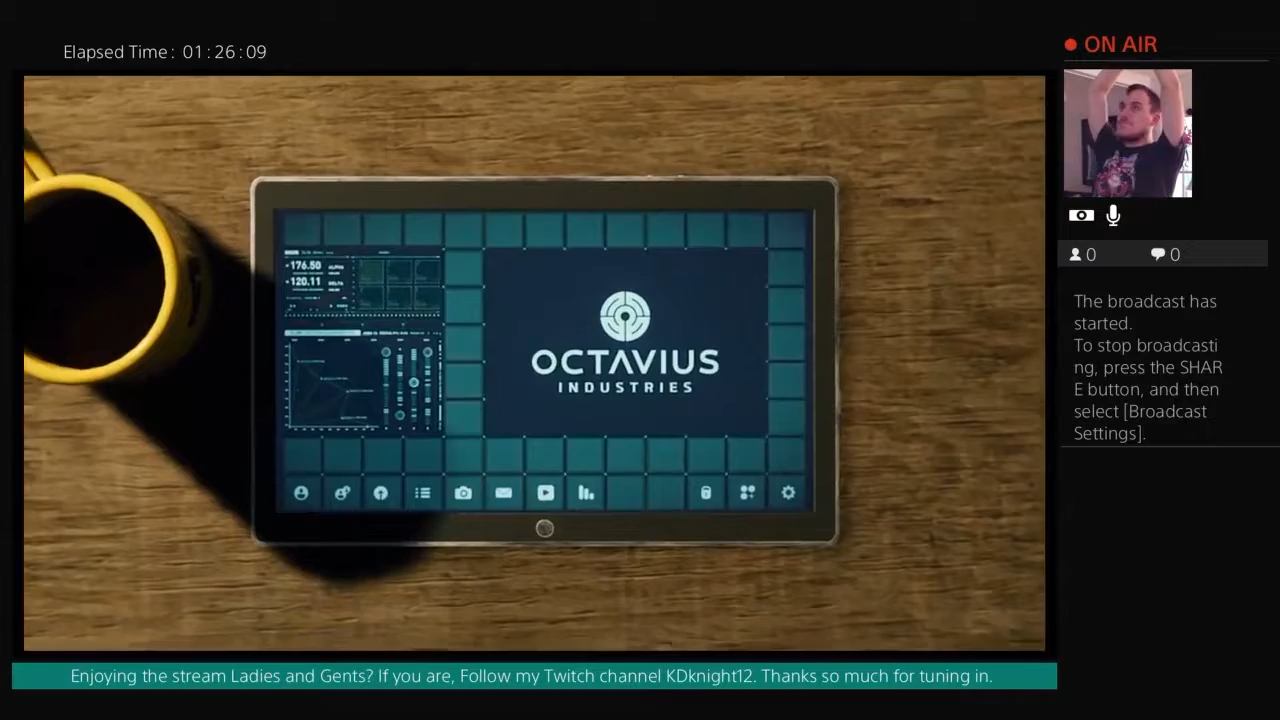 Elapsed Time: 01:26:09
ON AIR
0
0
The broadcast has
started.
To stop broadcasti
ng, press the SHAR
E button, and then
select [Broadcast
Settings].
176.50
ALPHA
120.11
DELTA
OCTAVIUS
INDUSTRIES
Enjoying the stream Ladies and Gents? If you are, Follow my Twitch channel KDknight12. Thanks so much for tuning in.